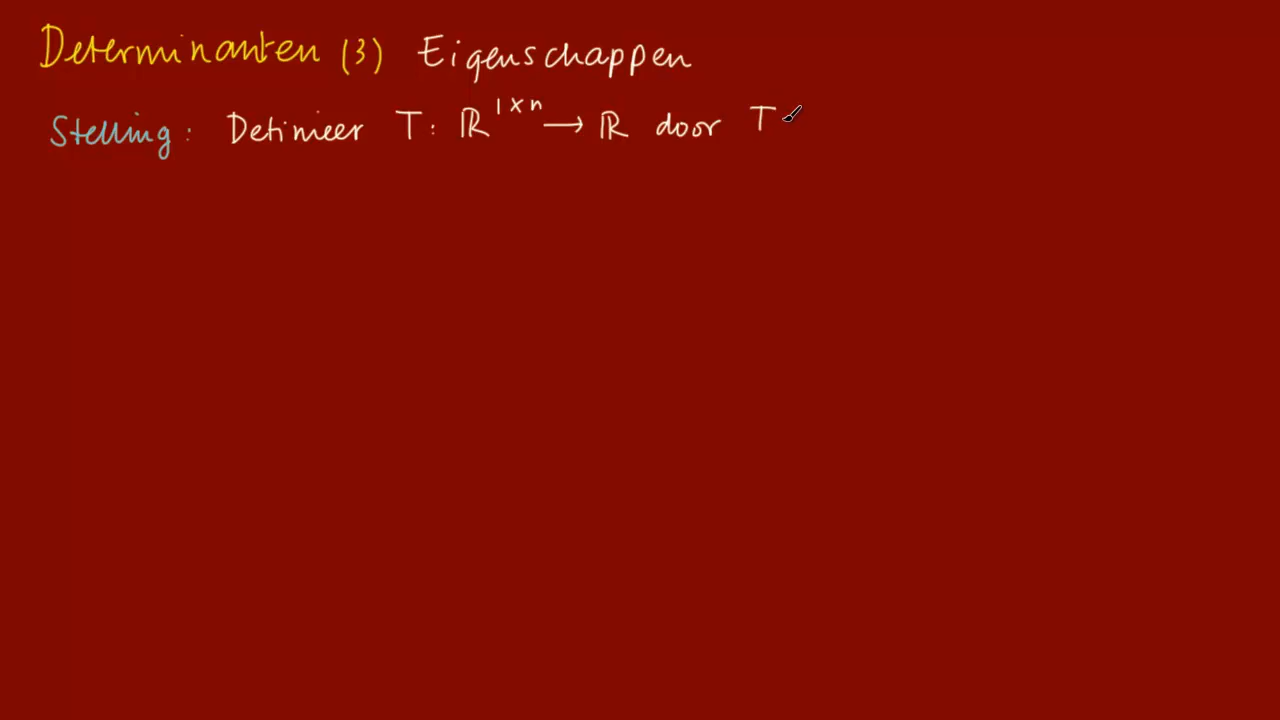 Determinanten (3) Eigenschappen
Stelling: Definieer T: ℝ^{1×n} → ℝ door T